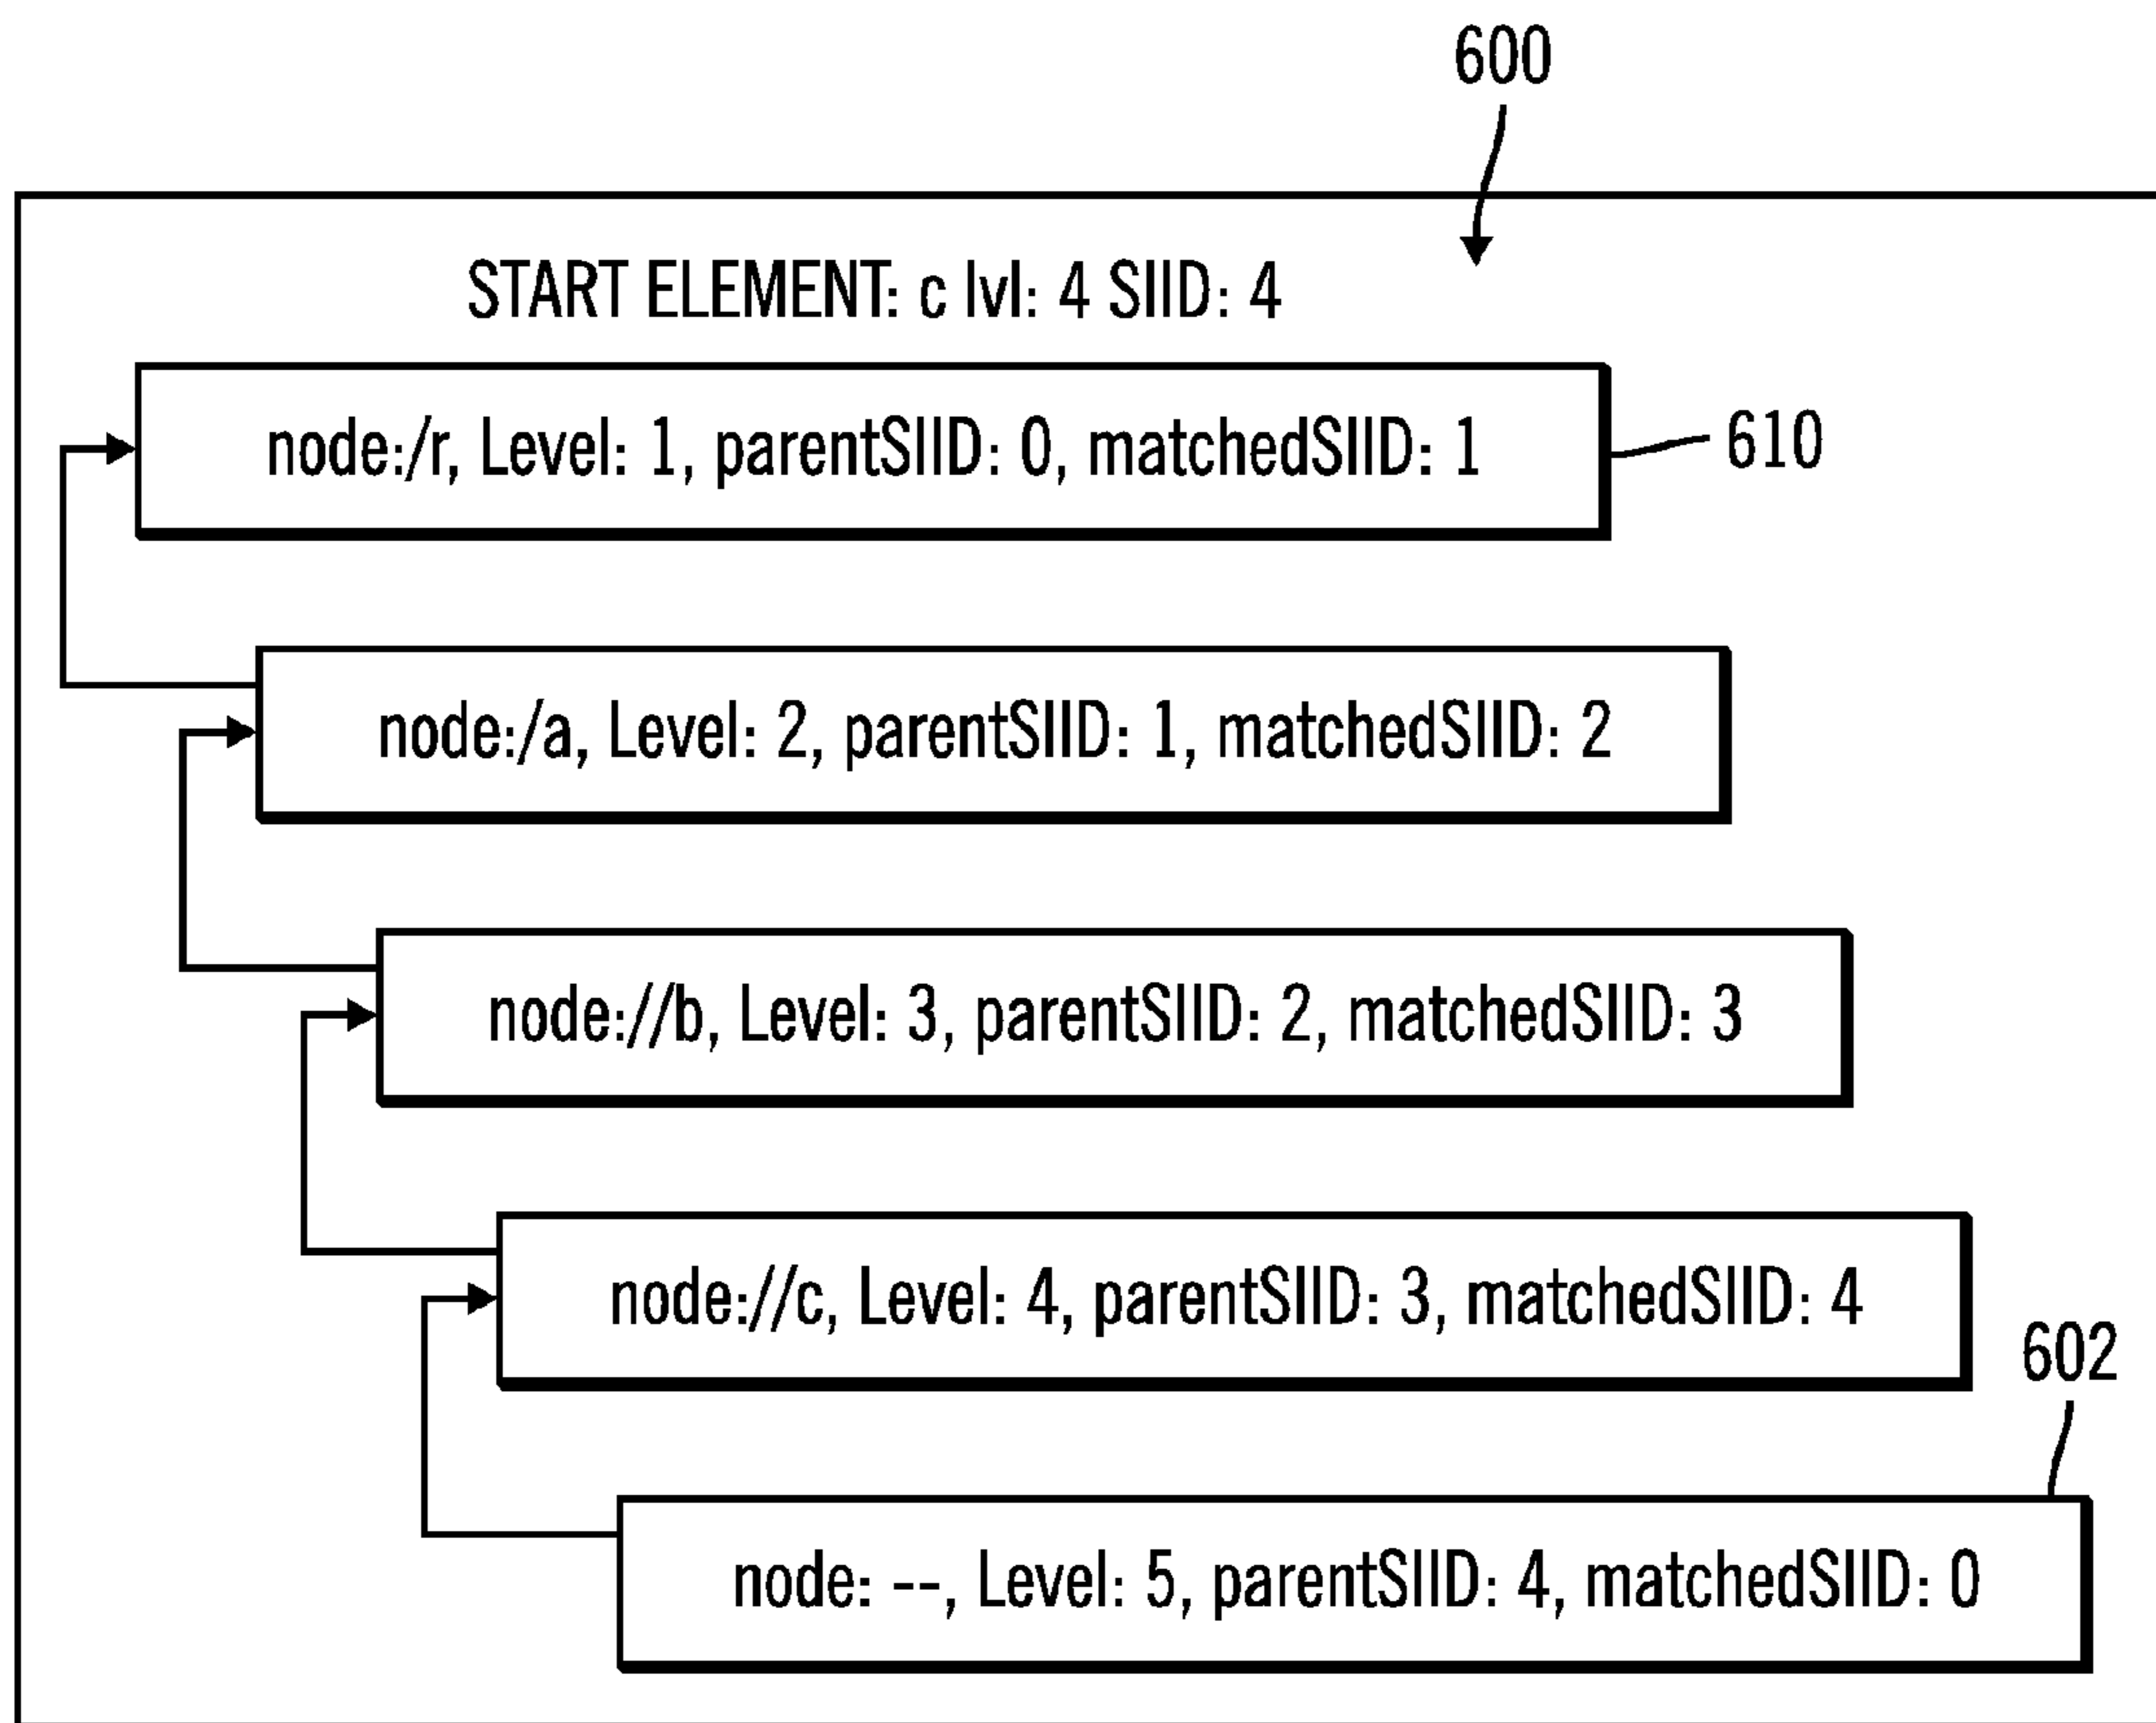 600
START ELEMENT: c lvl: 4 SIID: 4
node:/r, Level: 1, parentSIID: 0, matchedSIID: 1
610
node:/a, Level: 2, parentSIID: 1, matchedSIID: 2
node://b, Level: 3, parentSIID: 2, matchedSIID: 3
node://c, Level: 4, parentSIID: 3, matchedSIID: 4
602
node: --, Level: 5, parentSIID: 4, matchedSIID: 0